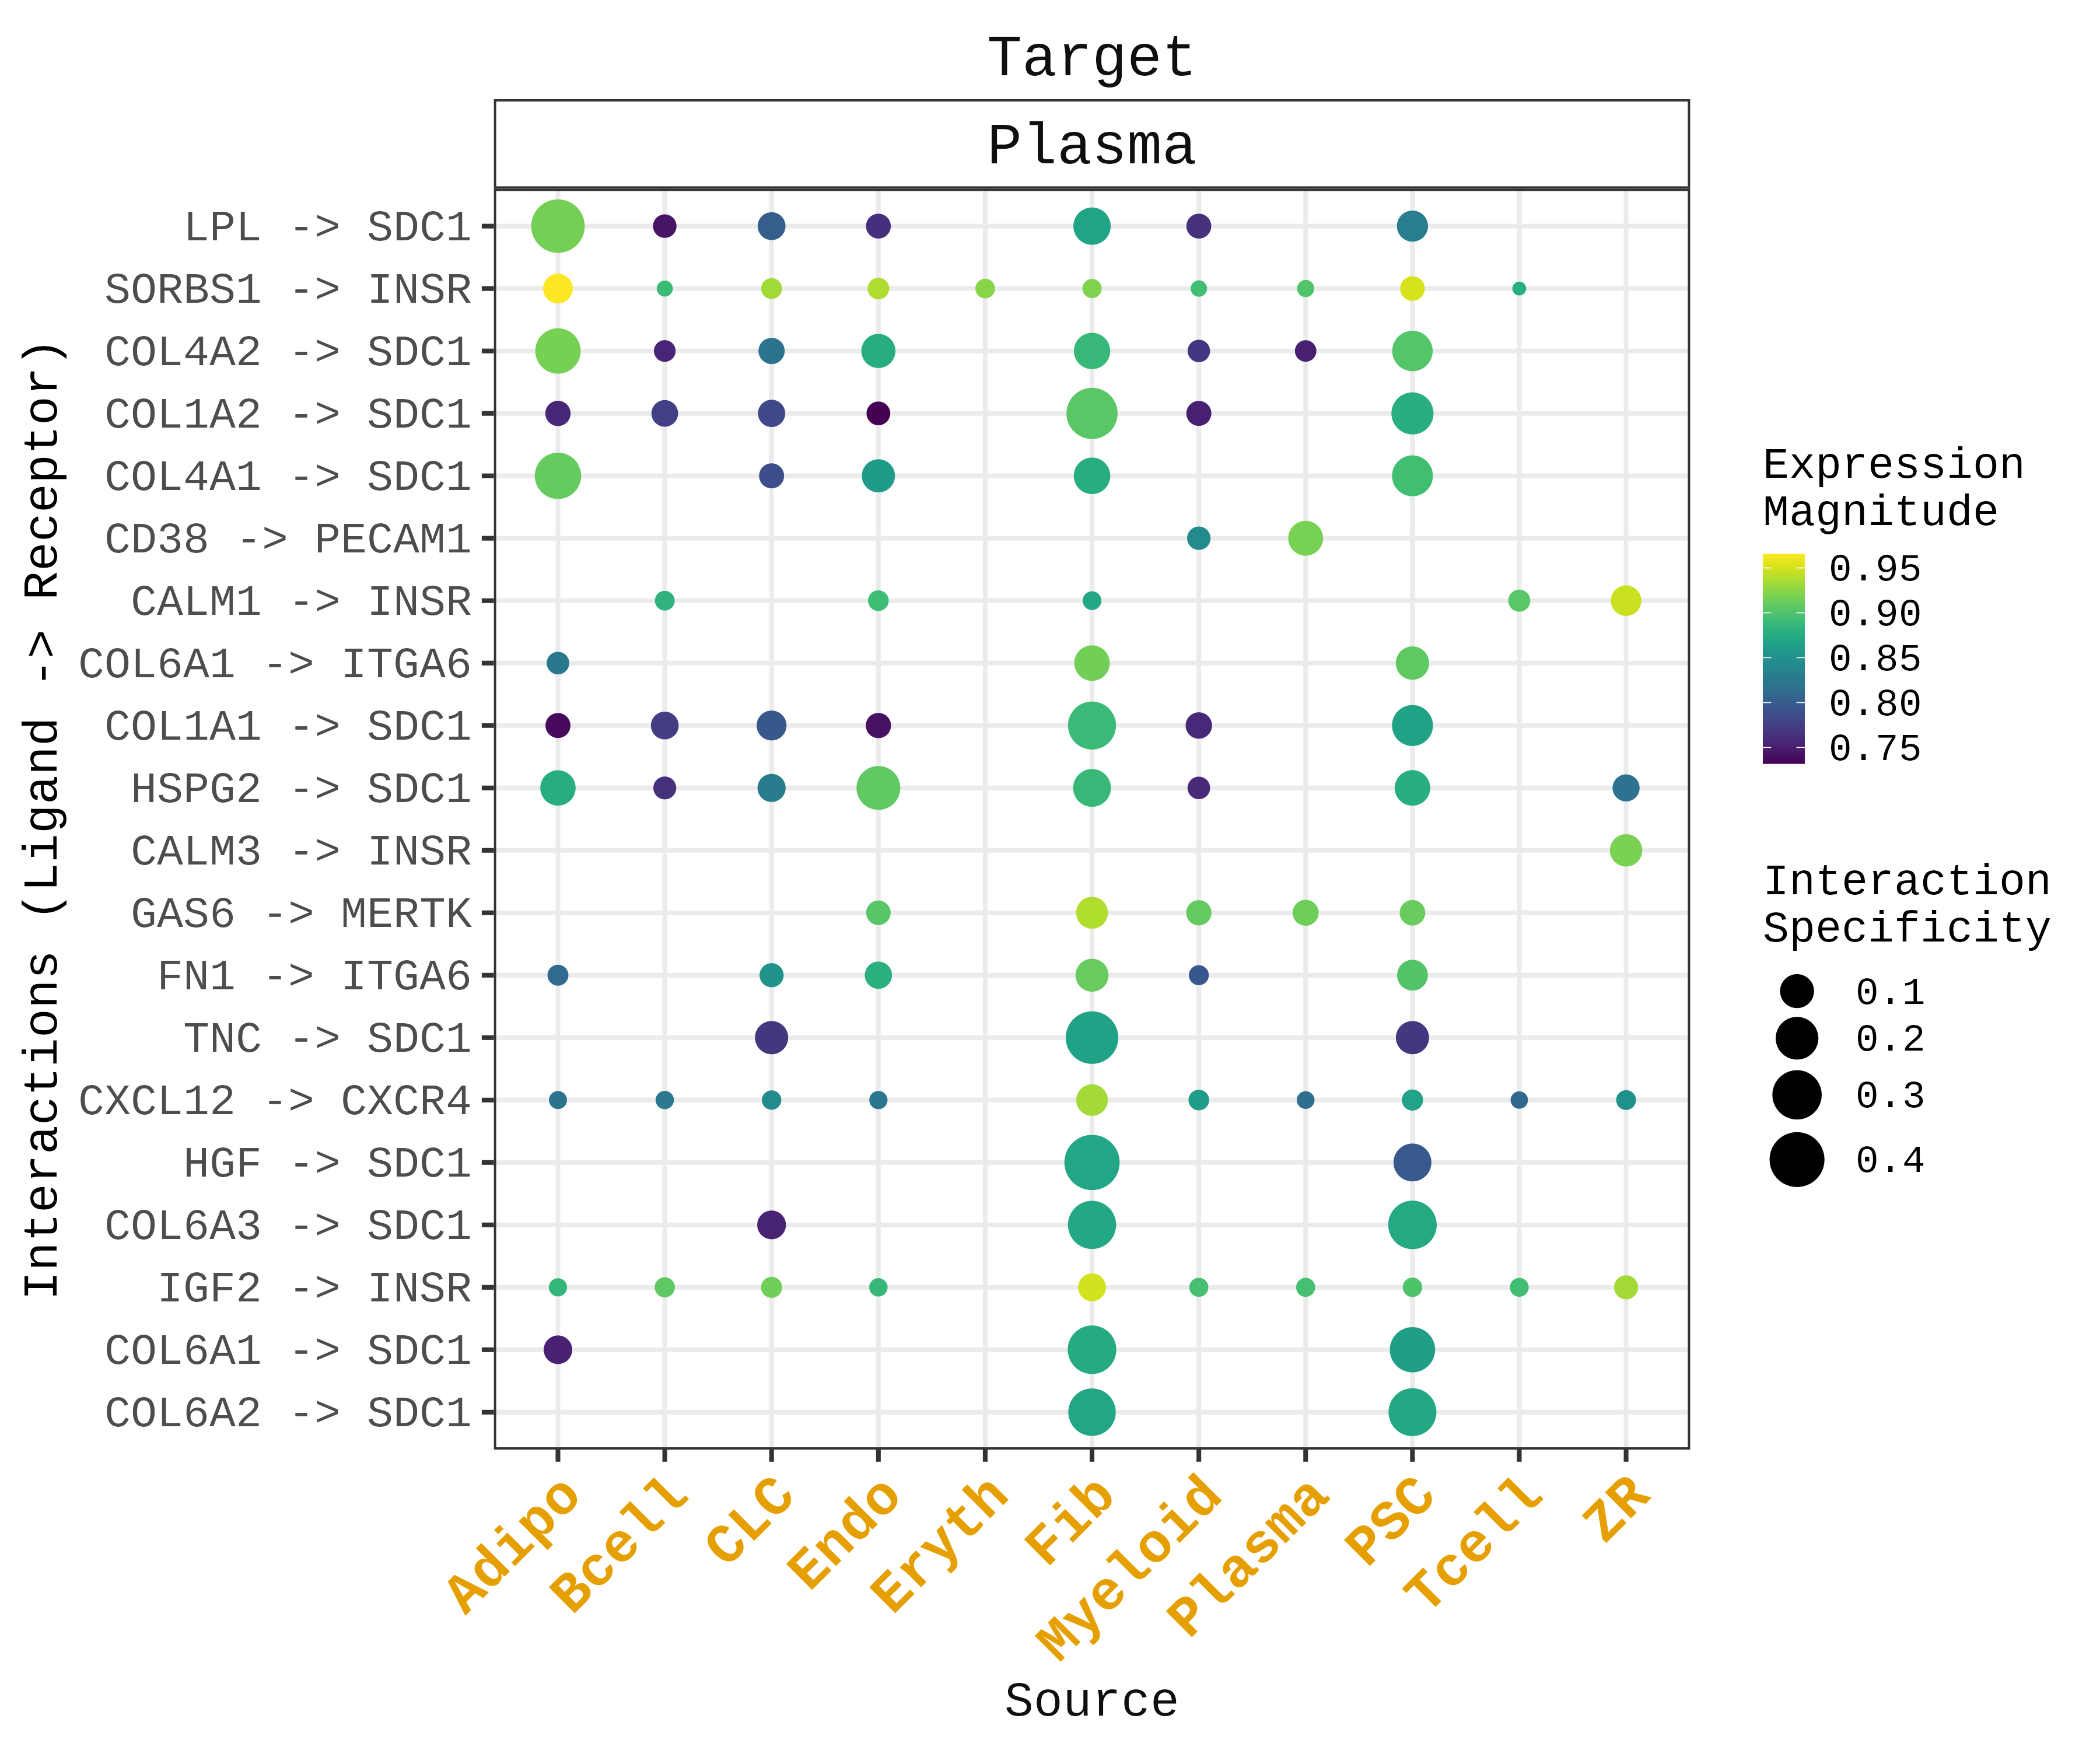 Target
Plasma
Interactions (Ligand -> Receptor)
LPL -> SDC1
SORBS1 -> INSR
COL4A2 -> SDC1
COL1A2 -> SDC1
COL4A1 -> SDC1
CD38 -> PECAM1
CALM1 -> INSR
COL6A1 -> ITGA6
COL1A1 -> SDC1
HSPG2 -> SDC1
CALM3 -> INSR
GAS6 -> MERTK
FN1 -> ITGA6
TNC -> SDC1
CXCL12 -> CXCR4
HGF -> SDC1
COL6A3 -> SDC1
IGF2 -> INSR
COL6A1 -> SDC1
COL6A2 -> SDC1
Adipo
Bcell
CLC
Endo
Eryth
Fib
Myeloid
Plasma
PSC
Tcell
ZR
Source
Expression
Magnitude
0.95
0.90
0.85
0.80
0.75
Interaction
Specificity
0.1
0.2
0.3
0.4